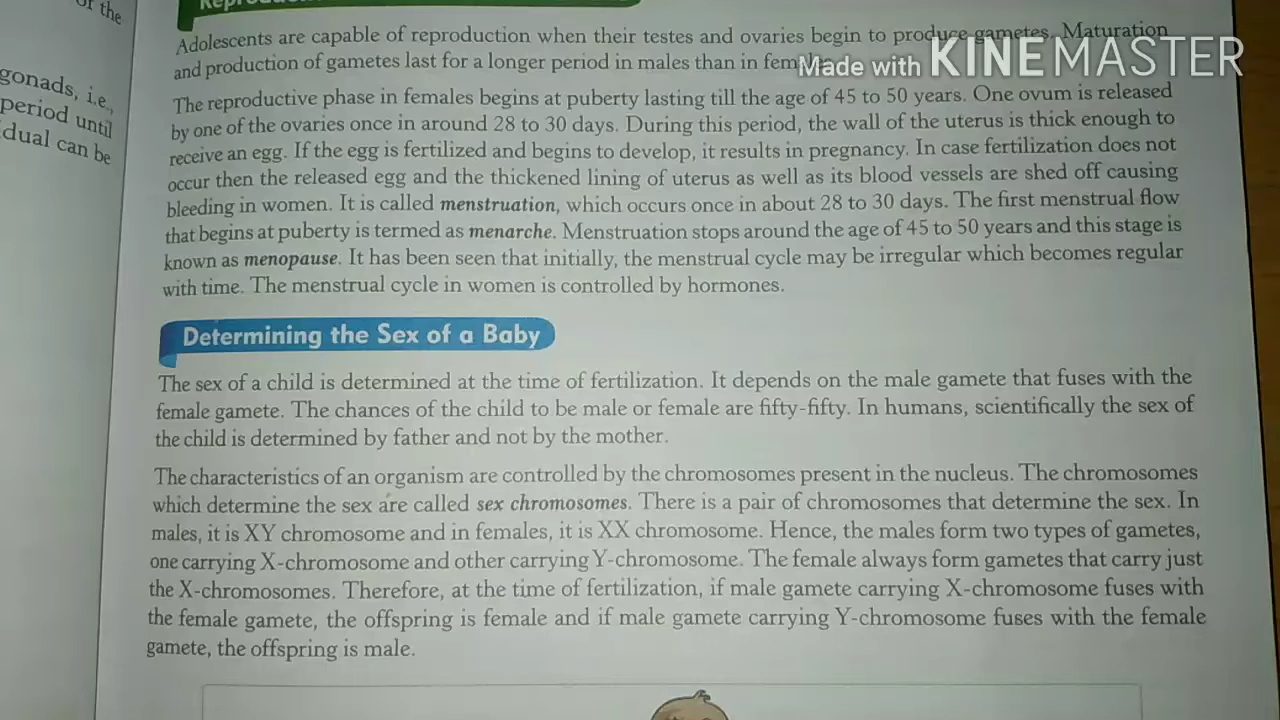 of the
gonads, i.e.,
period until
dual can be
Adolescents are capable of reproduction when their testes and ovaries begin to produce gametes. Maturation
and production of gametes last for a longer period in males than in
Made with KINEMASTER
The reproductive phase in females begins at puberty lasting till the age of 45 to 50 years. One ovum is released
by one of the ovaries once in around 28 to 30 days. During this period, the wall of the uterus is thick enough to
receive an egg. If the egg is fertilized and begins to develop, it results in pregnancy. In case fertilization does not
occur then the released egg and the thickened lining of uterus as well as its blood vessels are shed off causing
bleeding in women. It is called menstruation, which occurs once in about 28 to 30 days. The first menstrual flow
that begins at puberty is termed as menarche. Menstruation stops around the age of 45 to 50 years and this stage is
known as menopause. It has been seen that initially, the menstrual cycle may be irregular which becomes regular
with time. The menstrual cycle in women is controlled by hormones.
Determining the Sex of a Baby
The sex of a child is determined at the time of fertilization. It depends on the male gamete that fuses with the
female gamete. The chances of the child to be male or female are fifty-fifty. In humans, scientifically the sex of
the child is determined by father and not by the mother.
The characteristics of an organism are controlled by the chromosomes present in the nucleus. The chromosomes
which determine the sex are called sex chromosomes. There is a pair of chromosomes that determine the sex. In
males, it is XY chromosome and in females, it is XX chromosome. Hence, the males form two types of gametes,
one carrying X-chromosome and other carrying Y-chromosome. The female always form gametes that carry just
the X-chromosomes. Therefore, at the time of fertilization, if male gamete carrying X-chromosome fuses with
the female gamete, the offspring is female and if male gamete carrying Y-chromosome fuses with the female
gamete, the offspring is male.